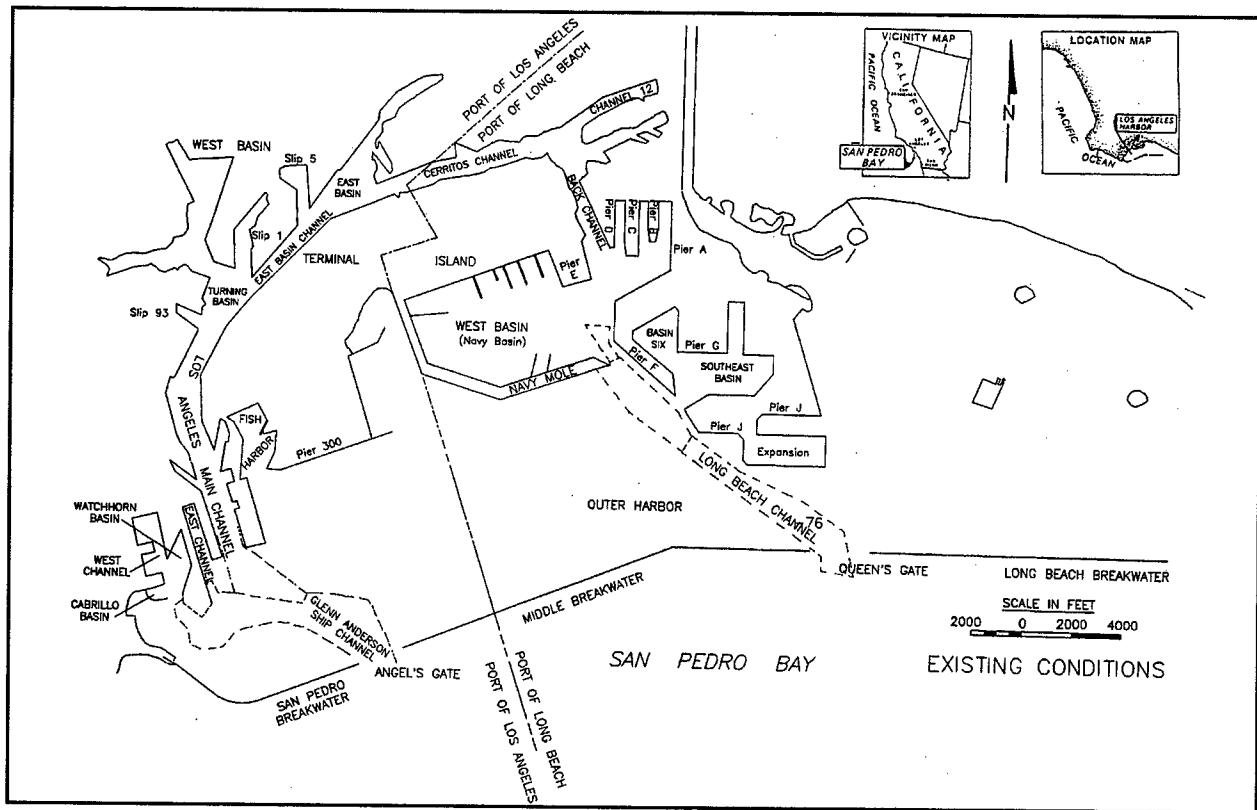 PORT OF LOS ANGELES
PORT OF LONG BEACH
VICINITY MAP
PACIFIC OCEAN
CALIFORNIA
SAN PEDRO
BAY
N
LOCATION MAP
PACIFIC
OCEAN
LOS ANGELES
HARBOR
WEST BASIN
Slip 5
EAST
BASIN
CERRITOS CHANNEL
CHANNEL 12
BACK CHANNEL
Slip 1
EAST BASIN CHANNEL
Pier D
Pier C
Pier B
Pier A
TERMINAL
ISLAND
Pier E
TURNING
BASIN
Slip 93
WEST BASIN
(Navy Basin)
BASIN
SIX
Pier G
Pier F
SOUTHEAST
BASIN
NAVY MOLE
LOS ANGELES MAIN CHANNEL
FISH
HARBOR
Pier 300
Pier J
Pier J
Expansion
LONG BEACH CHANNEL
76
OUTER HARBOR
WATCHHORN
BASIN
EAST CHANNEL
WEST
CHANNEL
CABRILLO
BASIN
QUEEN'S GATE
LONG BEACH BREAKWATER
MIDDLE BREAKWATER
GLENN ANDERSON
SHIP CHANNEL
ANGEL'S GATE
SAN PEDRO
BREAKWATER
SCALE IN FEET
2000 0 2000 4000
SAN PEDRO BAY
EXISTING CONDITIONS
PORT OF LONG BEACH
PORT OF LOS ANGELES